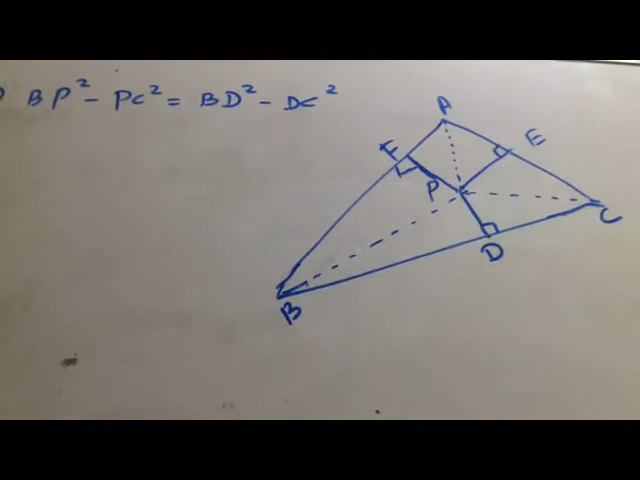 BP² - PC² = BD² - DC²
A
E
F
P
C
D
B